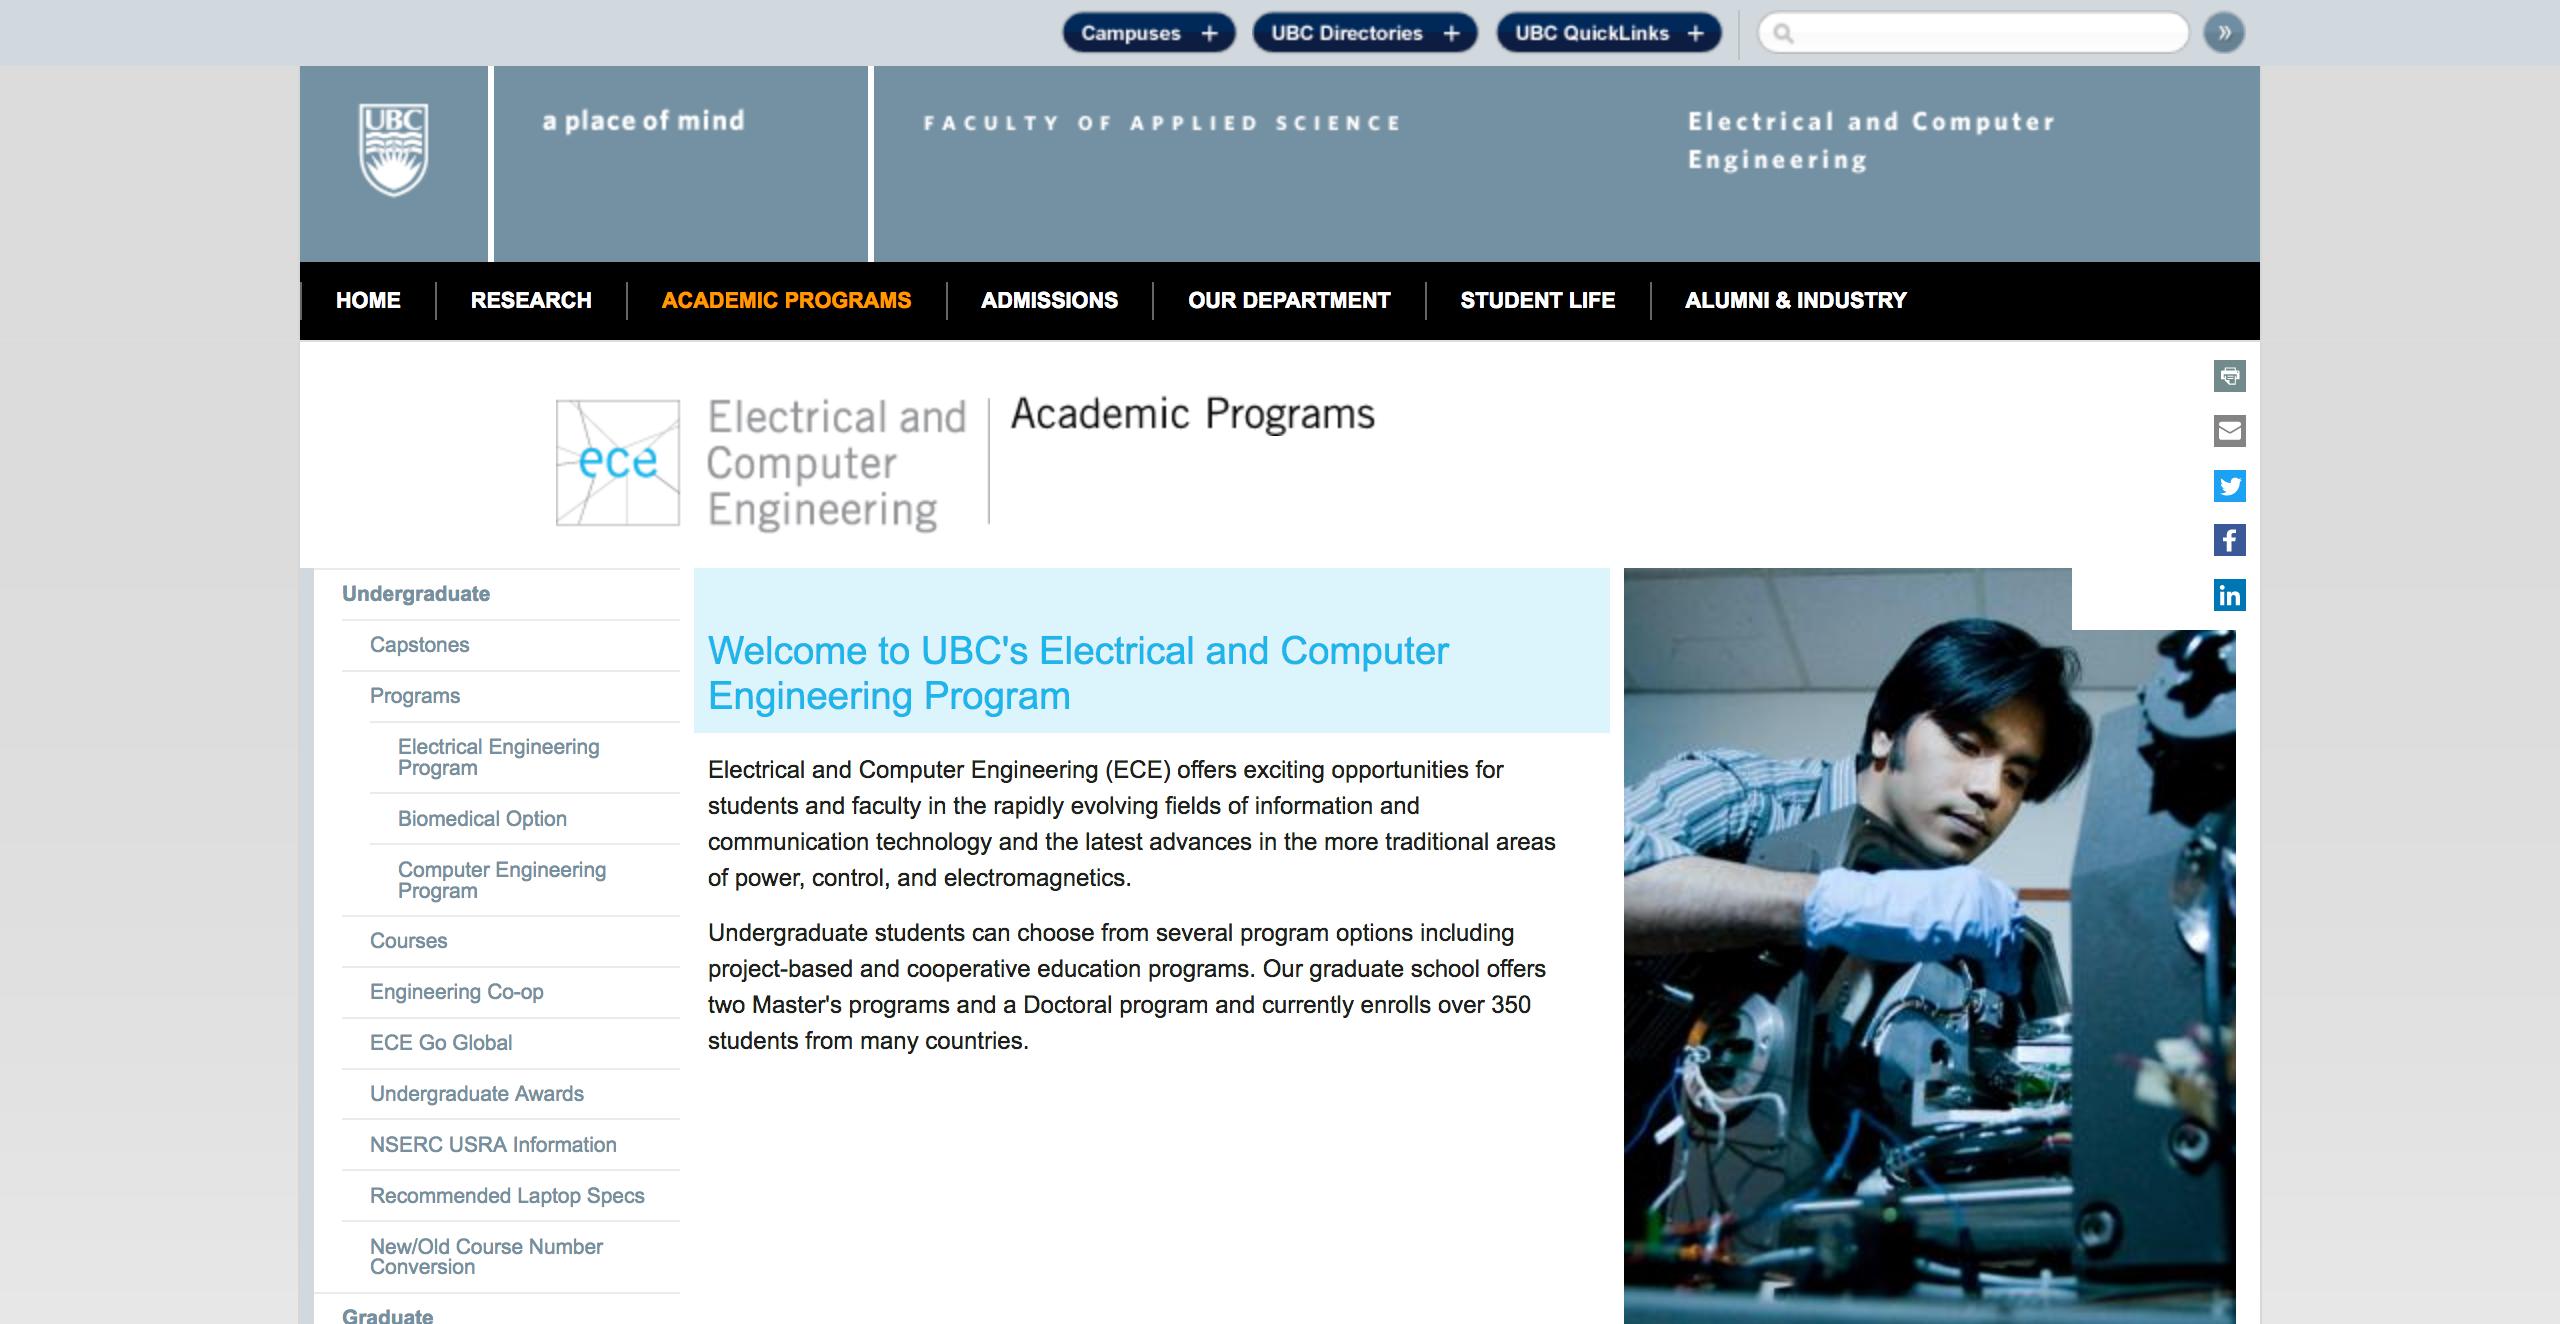 Campuses +
UBC Directories +
UBC QuickLinks +
»
UBC
a place of mind
FACULTY OF APPLIED SCIENCE
Electrical and Computer
Engineering
HOME
RESEARCH
ACADEMIC PROGRAMS
ADMISSIONS
OUR DEPARTMENT
STUDENT LIFE
ALUMNI & INDUSTRY
ece
Electrical and
Computer
Engineering
Academic Programs
f
in
Undergraduate
Capstones
Programs
Electrical Engineering
Program
Biomedical Option
Computer Engineering
Program
Courses
Engineering Co-op
ECE Go Global
Undergraduate Awards
NSERC USRA Information
Recommended Laptop Specs
New/Old Course Number
Conversion
Graduate
Welcome to UBC's Electrical and Computer
Engineering Program
Electrical and Computer Engineering (ECE) offers exciting opportunities for
students and faculty in the rapidly evolving fields of information and
communication technology and the latest advances in the more traditional areas
of power, control, and electromagnetics.
Undergraduate students can choose from several program options including
project-based and cooperative education programs. Our graduate school offers
two Master's programs and a Doctoral program and currently enrolls over 350
students from many countries.